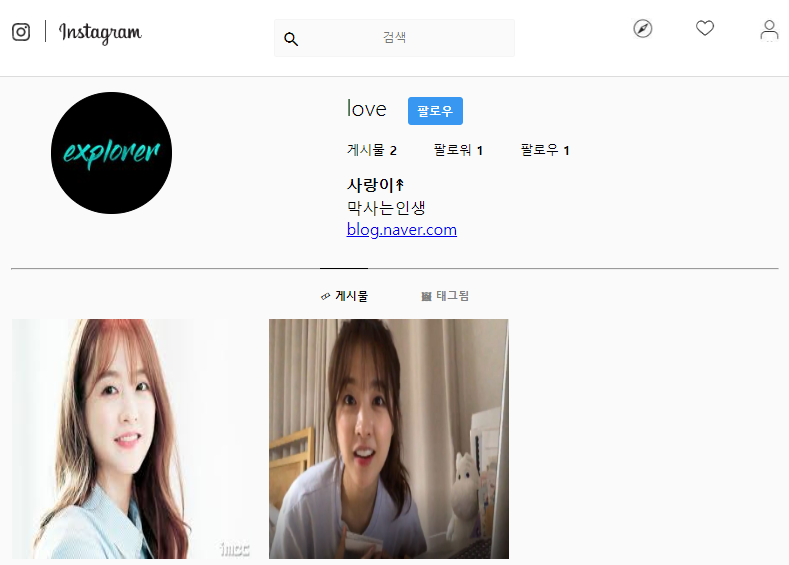 Instagram
검색
explorer
love 팔로우
게시물 2 팔로워 1 팔로우 1
사랑이↟
막사는인생
blog.naver.com
게시물 태그됨
iMBC